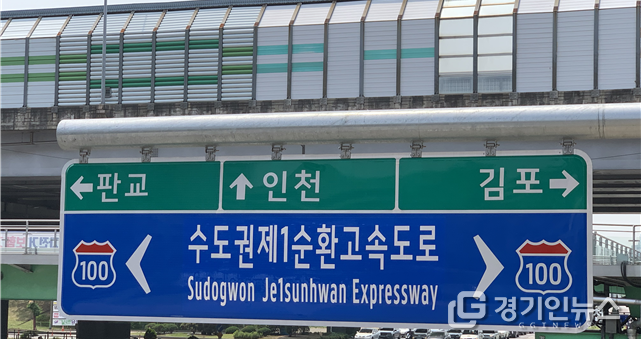 판교 인천 김포
100 수도권제1순환고속도로 100
Sudogwon Je1sunhwan Expressway
경기인뉴스
GGINEWS